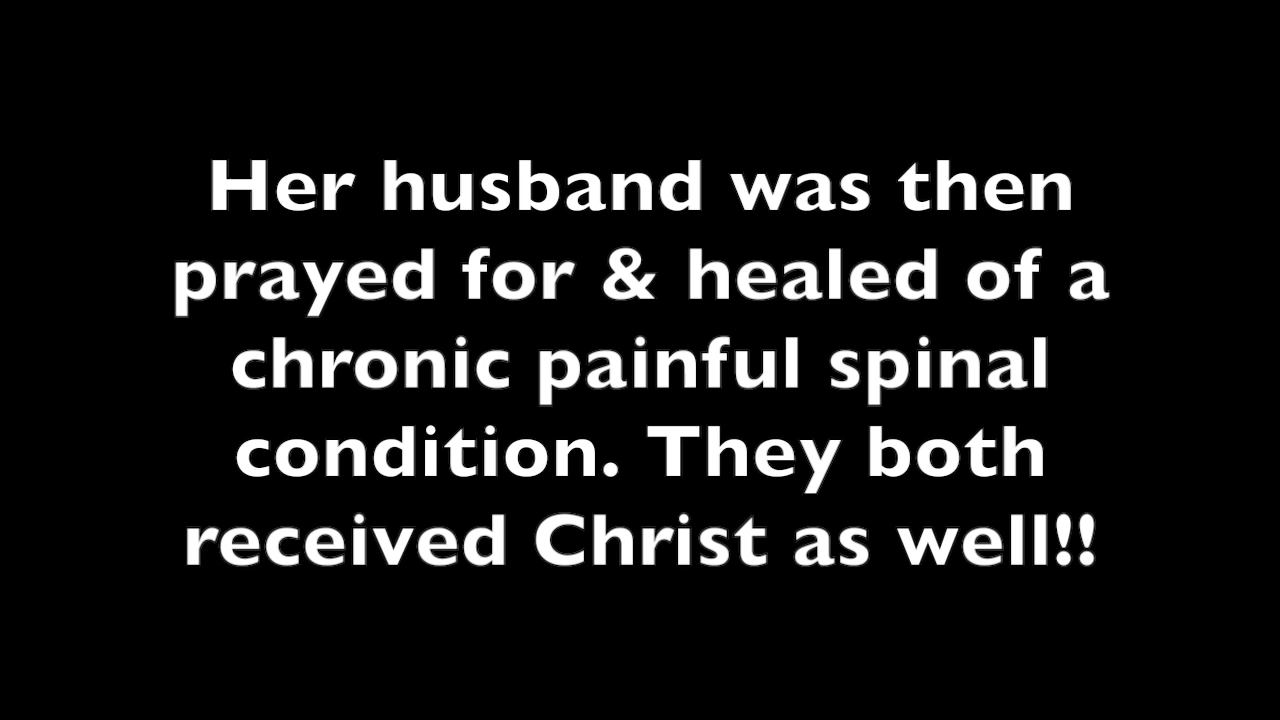 Her husband was then
prayed for & healed of a
chronic painful spinal
condition. They both
received Christ as well!!